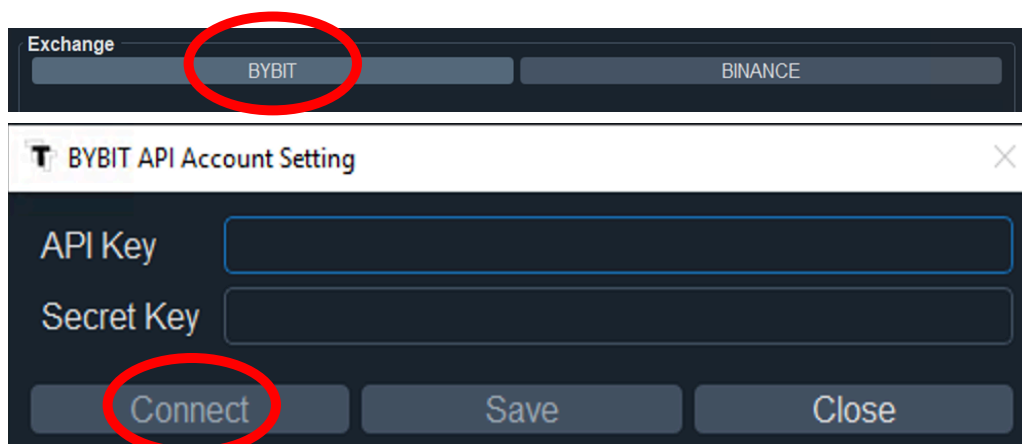 Exchange
BYBIT BINANCE
T BYBIT API Account Setting
API Key
Secret Key
Connect Save Close